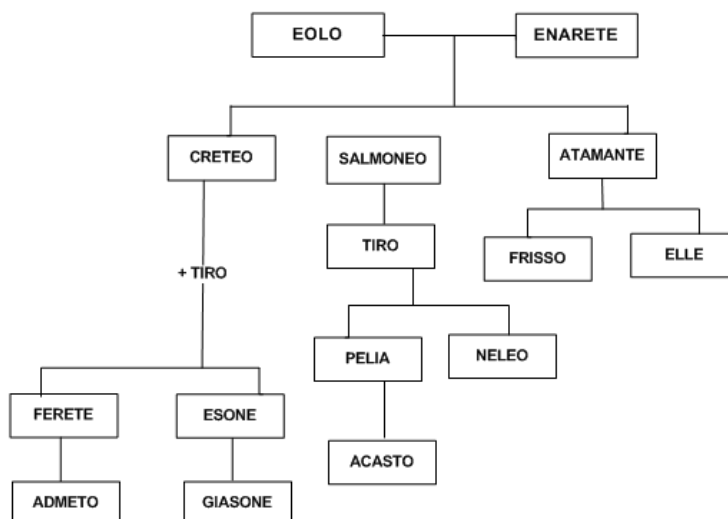 EOLO
ENARETE
CRETEO
SALMONEO
ATAMANTE
TIRO
FRISSO
ELLE
+ TIRO
PELIA
NELEO
FERETE
ESONE
ACASTO
ADMETO
GIASONE